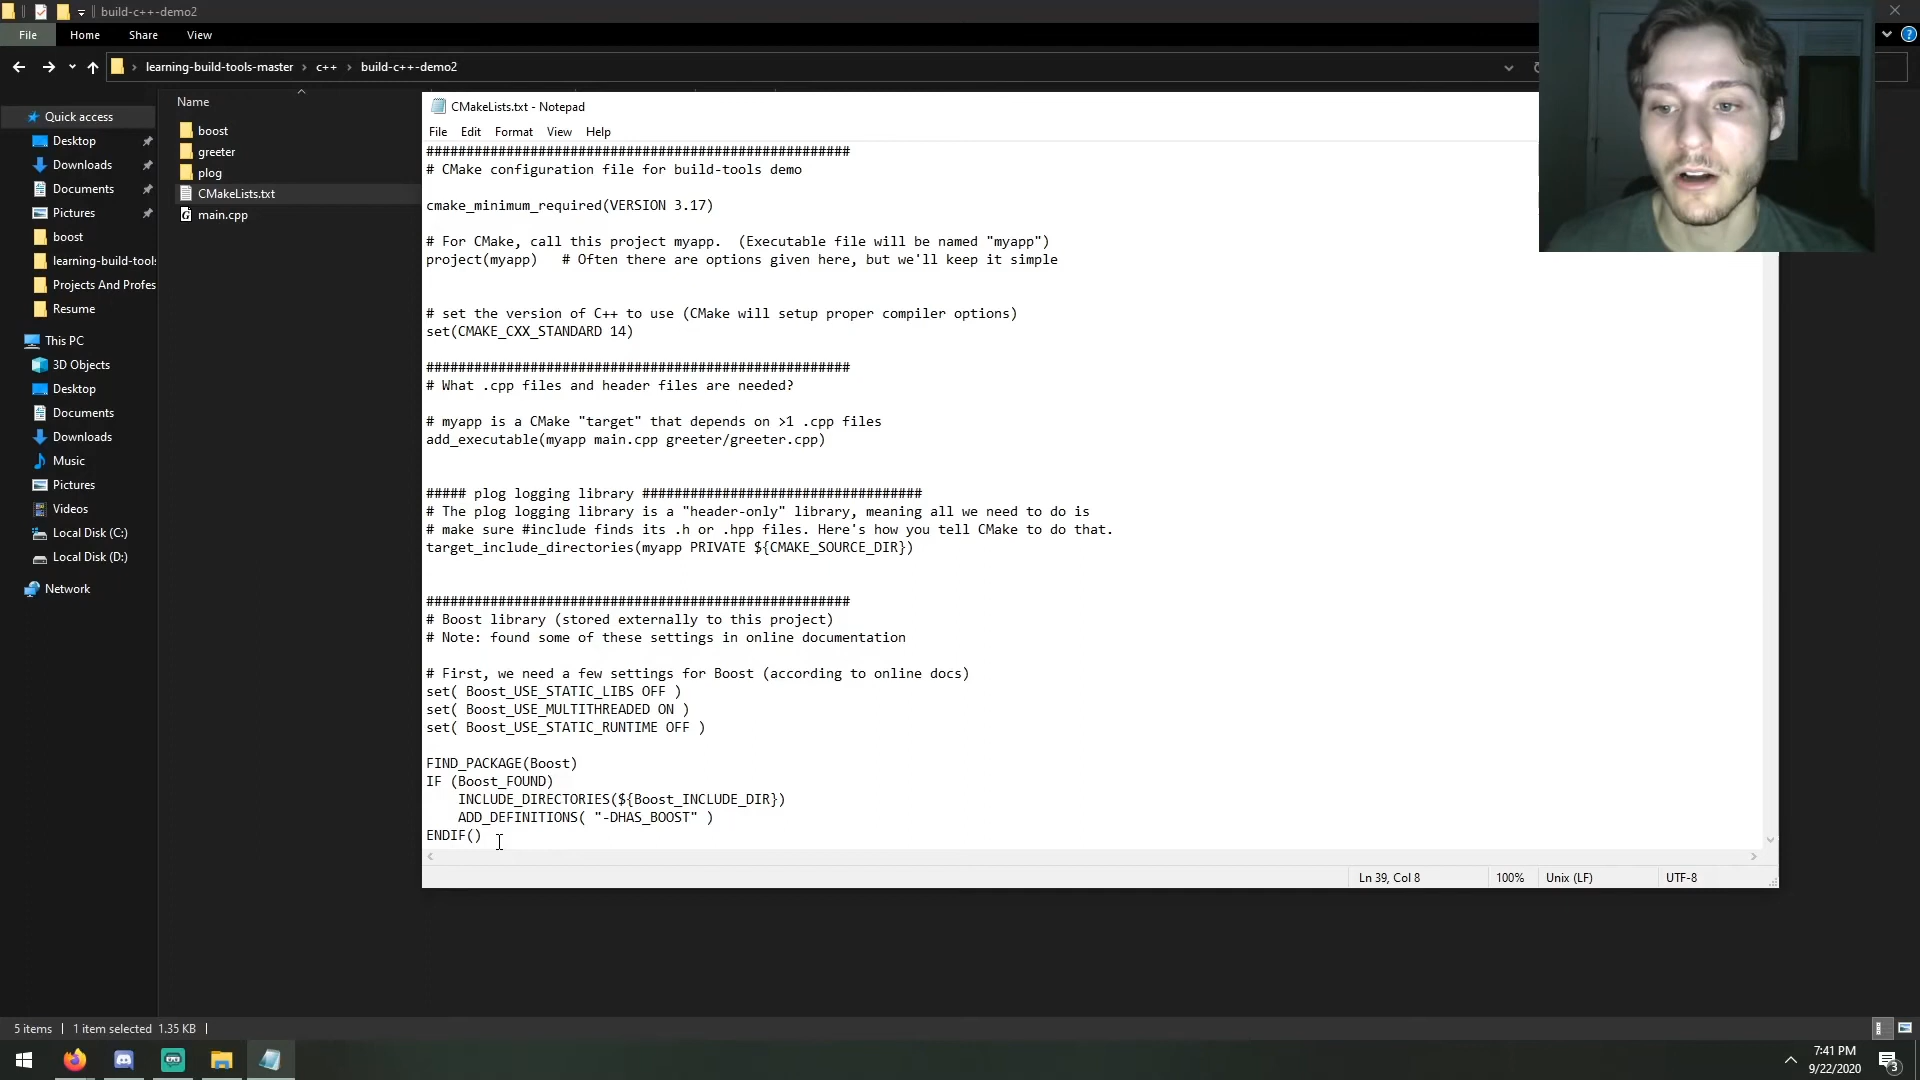 build-c++-demo2
File
Home
Share
View
learning-build-tools-master
c++
build-c++-demo2
Quick access
Desktop
Downloads
Documents
Pictures
boost
learning-build-tools
Projects And Profes
Resume
This PC
3D Objects
Desktop
Documents
Downloads
Music
Pictures
Videos
Local Disk (C:)
Local Disk (D:)
Network
Name
boost
greeter
plog
CMakeLists.txt
main.cpp
CMakeLists.txt - Notepad
File Edit Format View Help
#####################################################
# CMake configuration file for build-tools demo
cmake_minimum_required(VERSION 3.17)
# For CMake, call this project myapp.  (Executable file will be named "myapp")
project(myapp)   # Often there are options given here, but we'll keep it simple
# set the version of C++ to use (CMake will setup proper compiler options)
set(CMAKE_CXX_STANDARD 14)
#####################################################
# What .cpp files and header files are needed?
# myapp is a CMake "target" that depends on >1 .cpp files
add_executable(myapp main.cpp greeter/greeter.cpp)
##### plog logging library ###################################
# The plog logging library is a "header-only" library, meaning all we need to do is
# make sure #include finds its .h or .hpp files. Here's how you tell CMake to do that.
target_include_directories(myapp PRIVATE ${CMAKE_SOURCE_DIR})
#####################################################
# Boost library (stored externally to this project)
# Note: found some of these settings in online documentation
# First, we need a few settings for Boost (according to online docs)
set( Boost_USE_STATIC_LIBS OFF )
set( Boost_USE_MULTITHREADED ON )
set( Boost_USE_STATIC_RUNTIME OFF )
FIND_PACKAGE(Boost)
IF (Boost_FOUND)
    INCLUDE_DIRECTORIES(${Boost_INCLUDE_DIR})
    ADD_DEFINITIONS( "-DHAS_BOOST" )
ENDIF()
Ln 39, Col 8
100%
Unix (LF)
UTF-8
5 items
1 item selected 1.35 KB
7:41 PM
9/22/2020
3